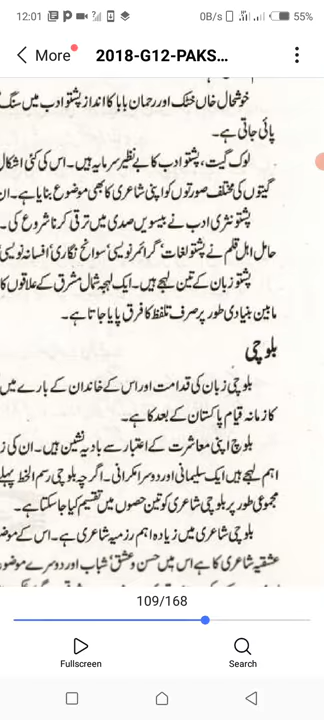 12:01
0B/s
55%
More
2018-G12-PAKS...
خوشحال خاں خٹک اور رحمان بابا کا انداز پشتو ادب میں سنگ
پائی جاتی ہے۔
لوک گیت، پشتو ادب کا بے نظیر سرمایہ ہیں۔ اس کی کئی اشکال
گیتوں کی مختلف صورتوں کو اپنی شاعری کا بھی موضوع بنایا ہے۔ ان
پشتو نثری ادب نے بیسویں صدی میں ترقی کرنا شروع کی۔
حامل اہل قلم نے پشتو لغات' گرائمر نویسی' سوانح نگاری' افسانہ نویسی'
پشتو زبان کے تین لہجے ہیں۔ ایک لہجہ شمال مشرق کے علاقوں کا
مابین بنیادی طور پر صرف تلفظ کا فرق پایا جاتا ہے۔
بلوچی
بلوچی زبان کی قدامت اور اس کے خاندان کے بارے میں
کا زمانہ قیام پاکستان کے بعد کا ہے۔
بلوچ اپنی معاشرت کے اعتبار سے بادیہ نشین ہیں۔ ان کی ز
اہم لہجے ہیں ایک سلیمانی اور دوسرا مکرانی۔ اگرچہ بلوچی رسم الخط پہلے
مجموعی طور پر بلوچی شاعری کو تین حصوں میں تقسیم کیا جا سکتا ہے۔
بلوچی شاعری میں زیادہ اہم رزمیہ شاعری ہے۔ اس کے موضو
عشقیہ شاعری کا ہے اس میں حسن و عشق' شباب اور دوسرے موضو
109/168
Fullscreen
Search